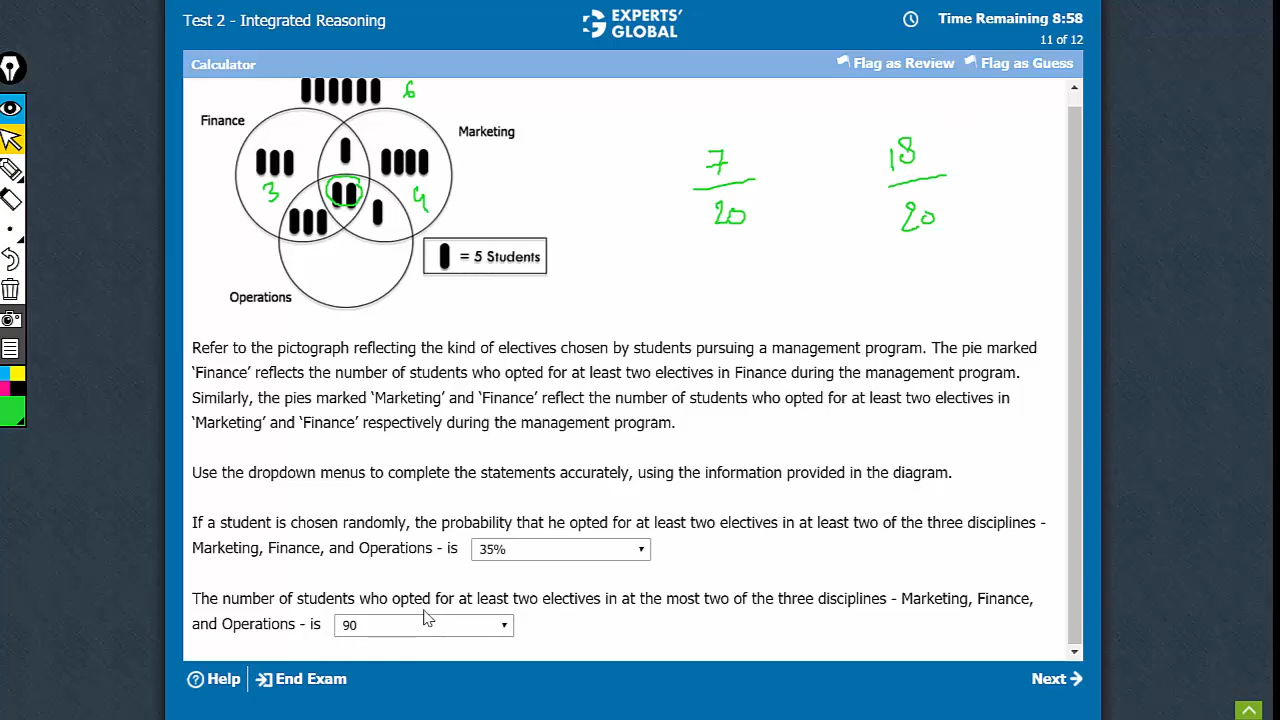 Test 2 - Integrated Reasoning
EXPERTS'
GLOBAL
Time Remaining 8:58
11 of 12
Calculator
Flag as Review
Flag as Guess
6
Finance
Marketing
7
20
18
20
3
4
= 5 Students
Operations
Refer to the pictograph reflecting the kind of electives chosen by students pursuing a management program. The pie marked
‘Finance’ reflects the number of students who opted for at least two electives in Finance during the management program.
Similarly, the pies marked ‘Marketing’ and ‘Finance’ reflect the number of students who opted for at least two electives in
‘Marketing’ and ‘Finance’ respectively during the management program.
Use the dropdown menus to complete the statements accurately, using the information provided in the diagram.
If a student is chosen randomly, the probability that he opted for at least two electives in at least two of the three disciplines -
Marketing, Finance, and Operations - is 35%
The number of students who opted for at least two electives in at the most two of the three disciplines - Marketing, Finance,
and Operations - is 90
Help
End Exam
Next